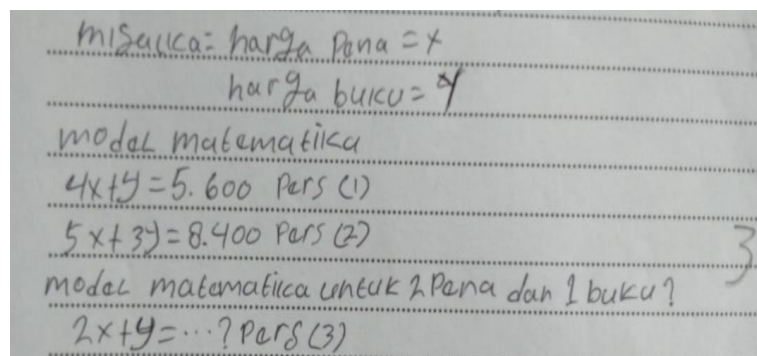 misalica= harga pena = x
harga buku = y
model matematika
4x+y=5.600 Pers (1)
5x+3y=8.400 Pers (2)
3
model matematika untuk 2 Pena dan 1 buku?
2x+y=...? Pers (3)